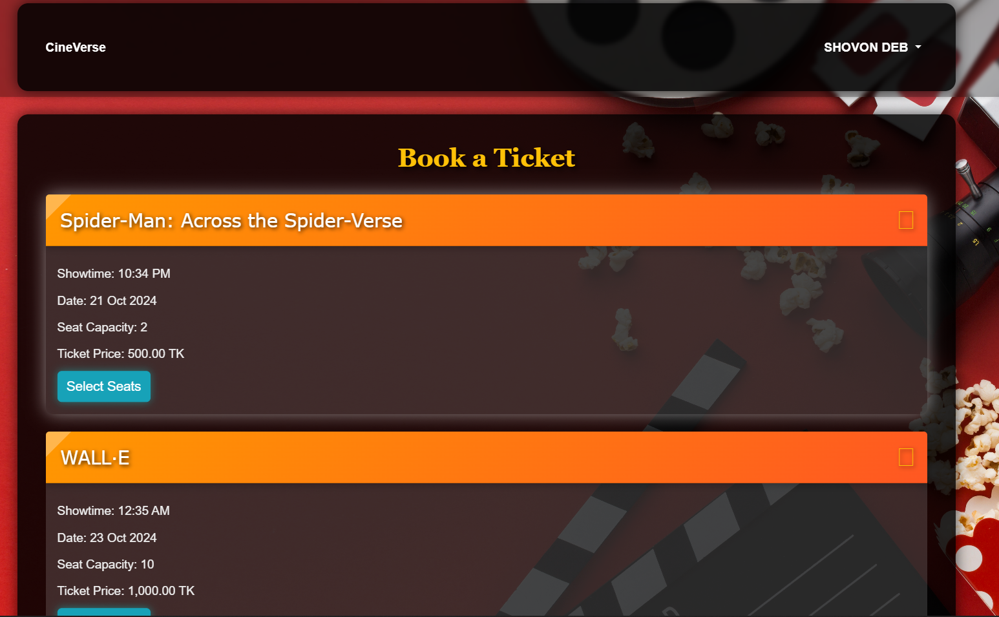 CineVerse
SHOVON DEB
Book a Ticket
Spider-Man: Across the Spider-Verse
Showtime: 10:34 PM
Date: 21 Oct 2024
Seat Capacity: 2
Ticket Price: 500.00 TK
Select Seats
WALL·E
Showtime: 12:35 AM
Date: 23 Oct 2024
Seat Capacity: 10
Ticket Price: 1,000.00 TK